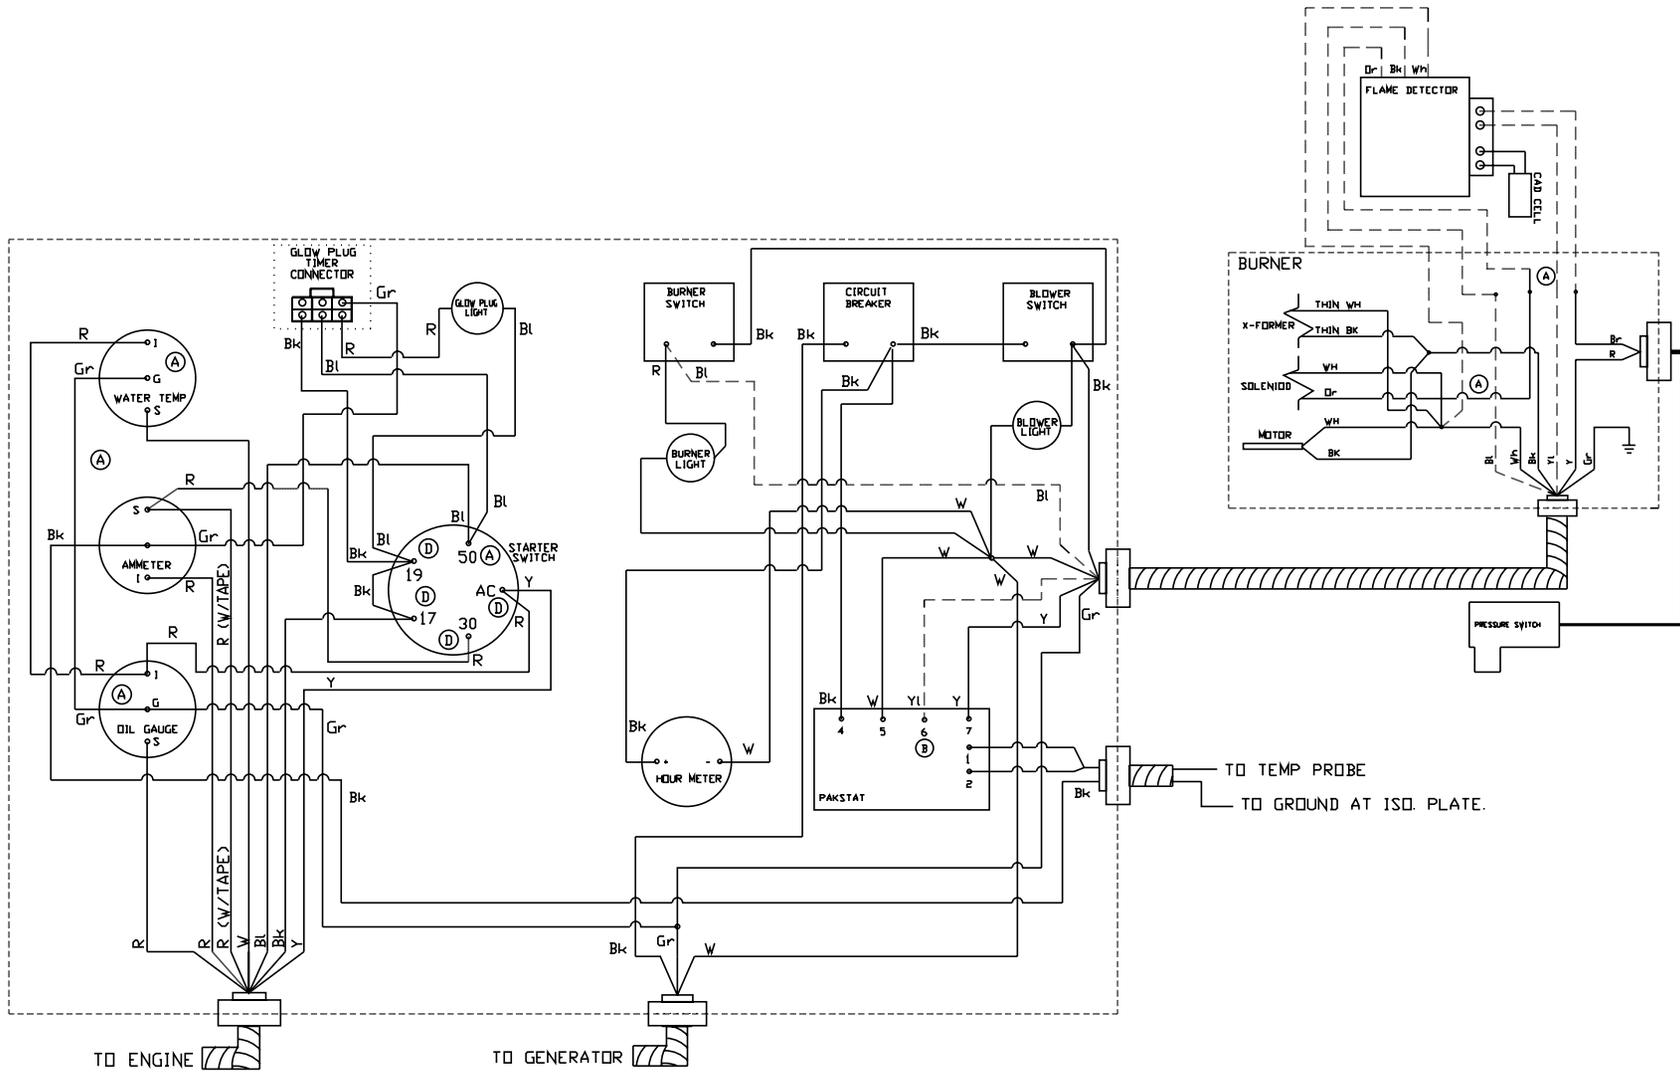 Or Bk Wh
FLAME DETECTOR
CAD CELL
BURNER
A
X-FORMER
THIN WH
THIN BK
SOLENIOD
WH
Or
A
MOTOR
WH
BK
Br
R
Bl Wh Bk Yl Y Gr
PRESSURE SWITCH
GLOW PLUG
TIMER
CONNECTOR
Gr
Bk
Bl
R
GLOW PLUG
LIGHT
R
Bl
BURNER
SWITCH
Bk
R
Bl
CIRCUIT
BREAKER
Bk
Bk
Bk
BLOWER
SWITCH
Bk
BLOWER
LIGHT
BURNER
LIGHT
R
Gr
I
A
G
WATER TEMP
S
A
R
S
Bk
Gr
AMMETER
I
R
R (W/TAPE)
Bl
Bl
Bl
Bk
D
50 A
STARTER
SWITCH
19
D
AC
D
Y
R
Bk
17
30
D
R
R
R
I
A
G
OIL GAUGE
S
Gr
Y
Gr
Bk
W
Bl
W
W
W
Y
Gr
Bk
+ -
HOUR METER
W
Bk W Yl Y
4 5 6 7
B
1
2
PAKSTAT
Bk
TO TEMP PROBE
TO GROUND AT ISO. PLATE.
R R R (W/TAPE) W Bl Bk Y
Bk Gr W
TO ENGINE
TO GENERATOR